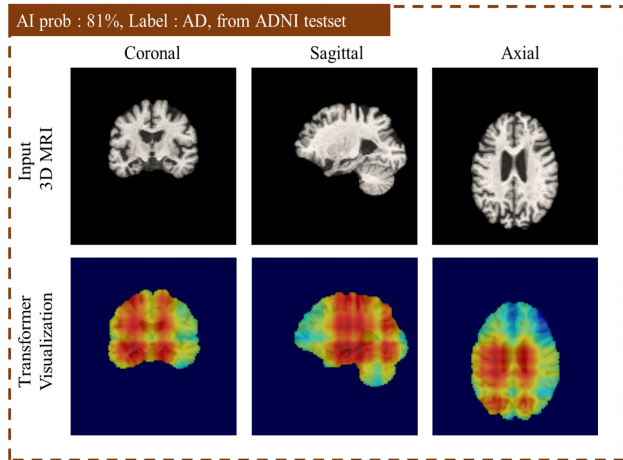 AI prob : 81%, Label : AD, from ADNI testset
Coronal
Sagittal
Axial
Input
3D MRI
Transformer
Visualization